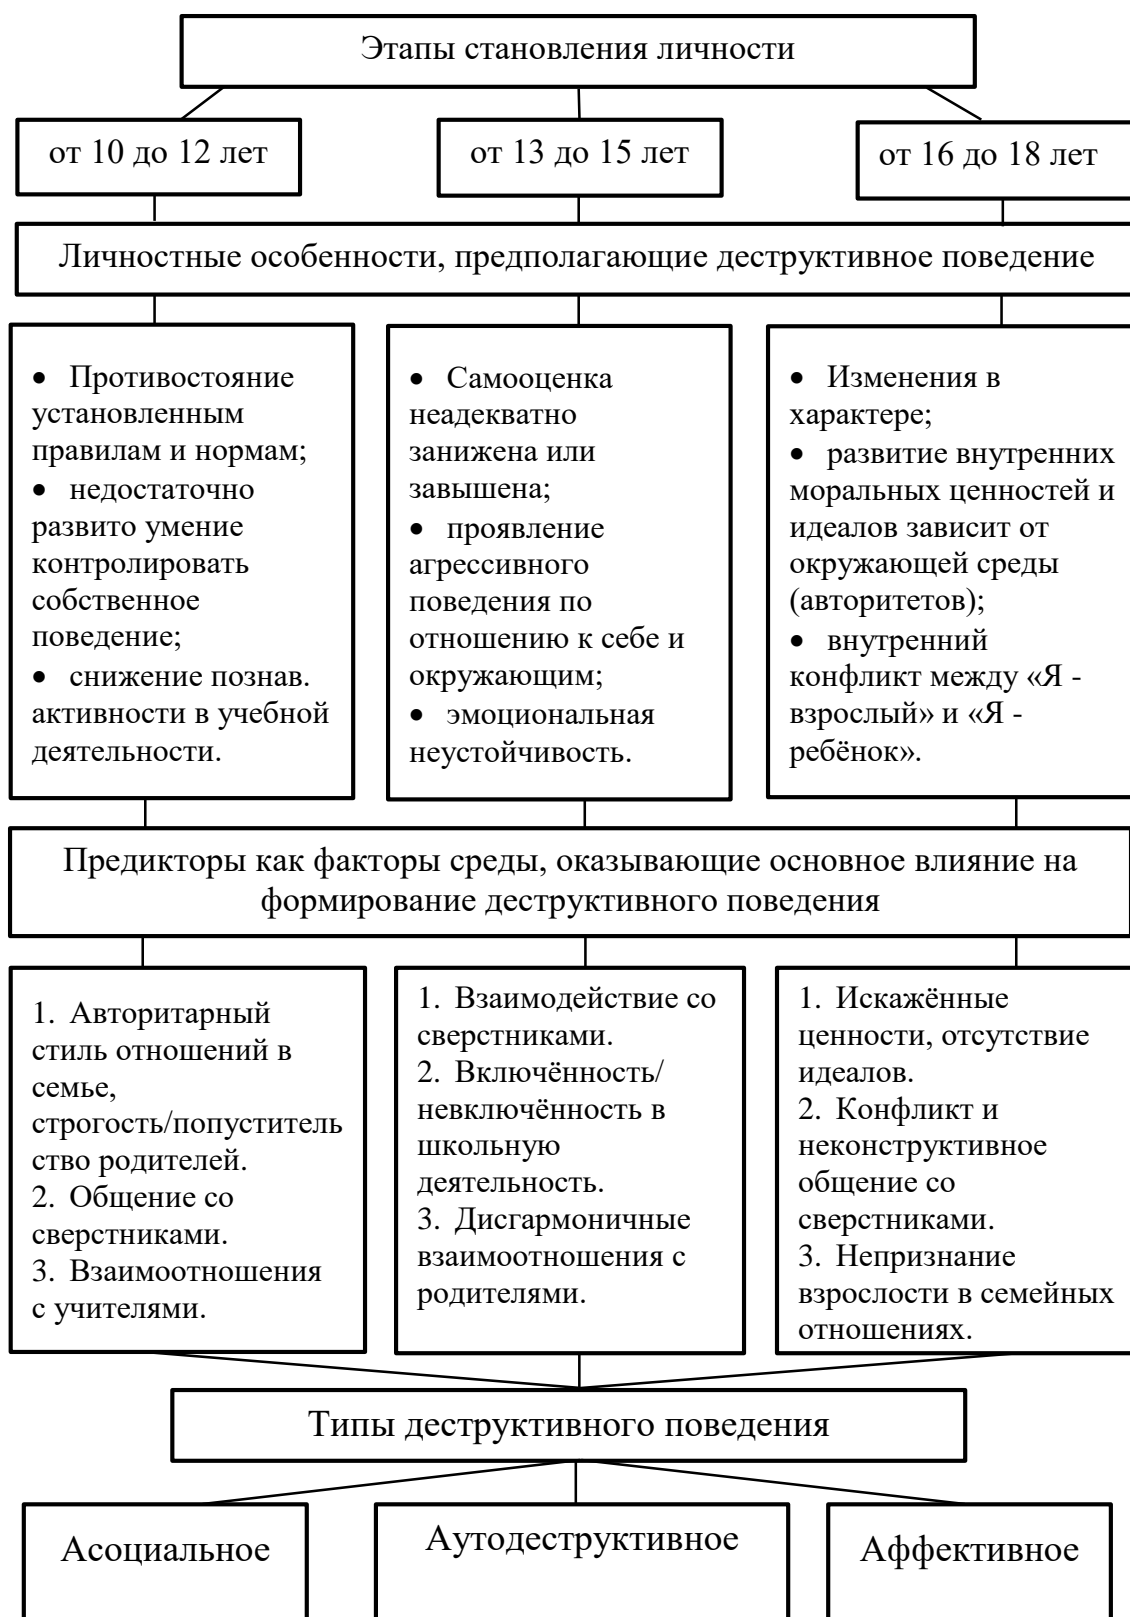 Этапы становления личности
от 10 до 12 лет
от 13 до 15 лет
от 16 до 18 лет
Личностные особенности, предполагающие деструктивное поведение
• Противостояние
установленным
правилам и нормам;
• недостаточно
развито умение
контролировать
собственное
поведение;
• снижение познав.
активности в учебной
деятельности.
• Самооценка
неадекватно
занижена или
завышена;
• проявление
агрессивного
поведения по
отношению к себе и
окружающим;
• эмоциональная
неустойчивость.
• Изменения в
характере;
• развитие внутренних
моральных ценностей и
идеалов зависит от
окружающей среды
(авторитетов);
• внутренний
конфликт между «Я -
взрослый» и «Я -
ребёнок».
Предикторы как факторы среды, оказывающие основное влияние на
формирование деструктивного поведения
1. Авторитарный
стиль отношений в
семье,
строгость/попуститель
ство родителей.
2. Общение со
сверстниками.
3. Взаимоотношения
с учителями.
1. Взаимодействие со
сверстниками.
2. Включённость/
невключённость в
школьную
деятельность.
3. Дисгармоничные
взаимоотношения с
родителями.
1. Искажённые
ценности, отсутствие
идеалов.
2. Конфликт и
неконструктивное
общение со
сверстниками.
3. Непризнание
взрослости в семейных
отношениях.
Типы деструктивного поведения
Асоциальное
Аутодеструктивное
Аффективное